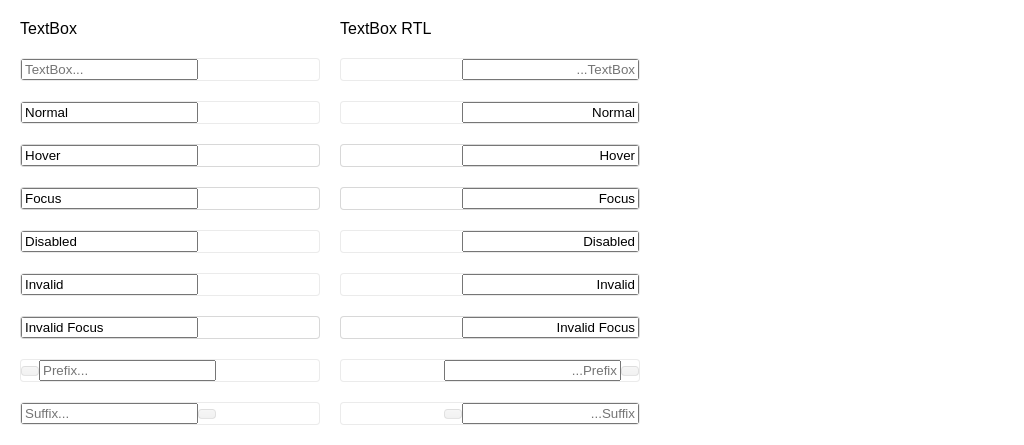 TextBox
TextBox RTL
TextBox...
...TextBox
Normal
Normal
Hover
Hover
Focus
Focus
Disabled
Disabled
Invalid
Invalid
Invalid Focus
Invalid Focus
Prefix...
...Prefix
Suffix...
...Suffix